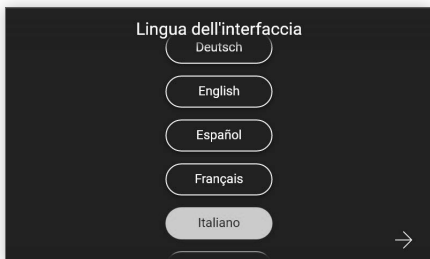 Lingua dell'interfaccia
Deutsch
English
Español
Français
Italiano